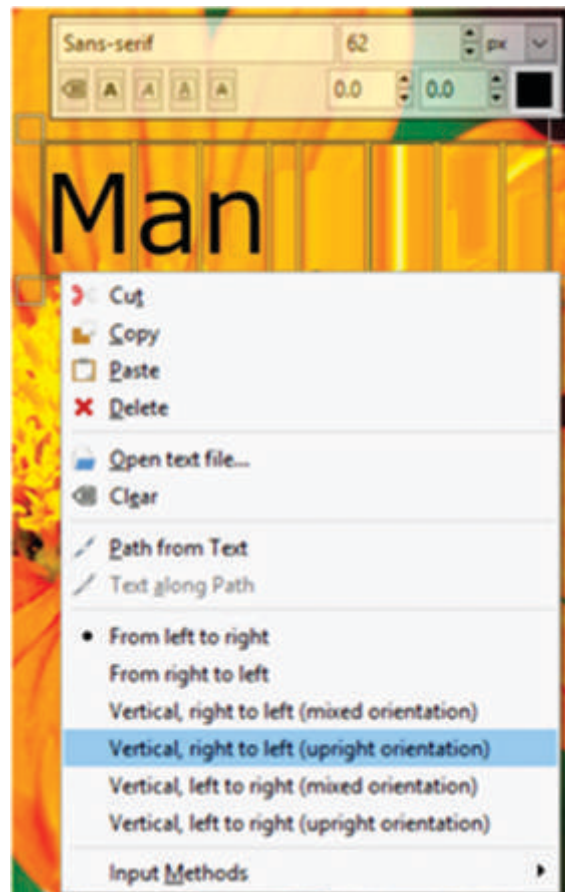 Sans-serif 62 px
A A A A 0.0 0.0
Man
Cut
Copy
Paste
Delete
Open text file...
Clear
Path from Text
Text along Path
From left to right
From right to left
Vertical, right to left (mixed orientation)
Vertical, right to left (upright orientation)
Vertical, left to right (mixed orientation)
Vertical, left to right (upright orientation)
Input Methods